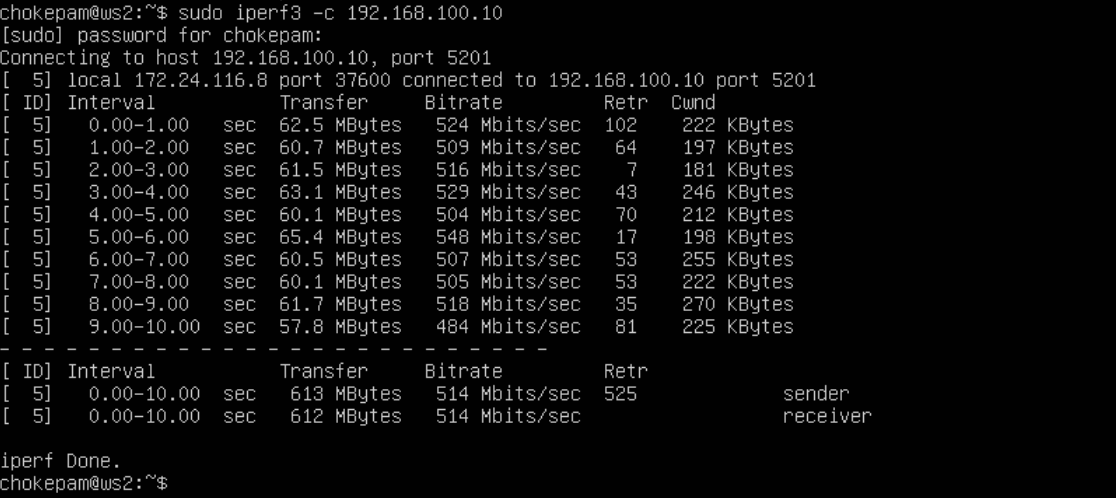 chokepam@ws2:~$ sudo iperf3 -c 192.168.100.10
[sudo] password for chokepam:
Connecting to host 192.168.100.10, port 5201
[  5] local 172.24.116.8 port 37600 connected to 192.168.100.10 port 5201
[ ID] Interval           Transfer     Bitrate         Retr  Cwnd
[  5]   0.00-1.00   sec  62.5 MBytes   524 Mbits/sec  102    222 KBytes
[  5]   1.00-2.00   sec  60.7 MBytes   509 Mbits/sec   64    197 KBytes
[  5]   2.00-3.00   sec  61.5 MBytes   516 Mbits/sec    7    181 KBytes
[  5]   3.00-4.00   sec  63.1 MBytes   529 Mbits/sec   43    246 KBytes
[  5]   4.00-5.00   sec  60.1 MBytes   504 Mbits/sec   70    212 KBytes
[  5]   5.00-6.00   sec  65.4 MBytes   548 Mbits/sec   17    198 KBytes
[  5]   6.00-7.00   sec  60.5 MBytes   507 Mbits/sec   53    255 KBytes
[  5]   7.00-8.00   sec  60.1 MBytes   505 Mbits/sec   53    222 KBytes
[  5]   8.00-9.00   sec  61.7 MBytes   518 Mbits/sec   35    270 KBytes
[  5]   9.00-10.00  sec  57.8 MBytes   484 Mbits/sec   81    225 KBytes
- - - - - - - - - - - - - - - - - - - - - - - - -
[ ID] Interval           Transfer     Bitrate         Retr
[  5]   0.00-10.00  sec   613 MBytes   514 Mbits/sec  525             sender
[  5]   0.00-10.00  sec   612 MBytes   514 Mbits/sec                  receiver
iperf Done.
chokepam@ws2:~$